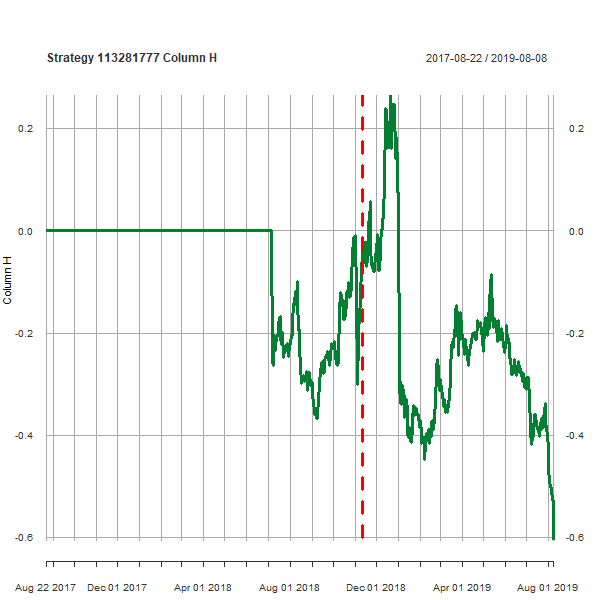 Strategy 113281777 Column H
2017-08-22 / 2019-08-08
0.2 0.2
0.0 0.0
Column H
-0.2 -0.2
-0.4 -0.4
-0.6 -0.6
Aug 22 2017 Dec 01 2017 Apr 01 2018 Aug 01 2018 Dec 01 2018 Apr 01 2019 Aug 01 2019